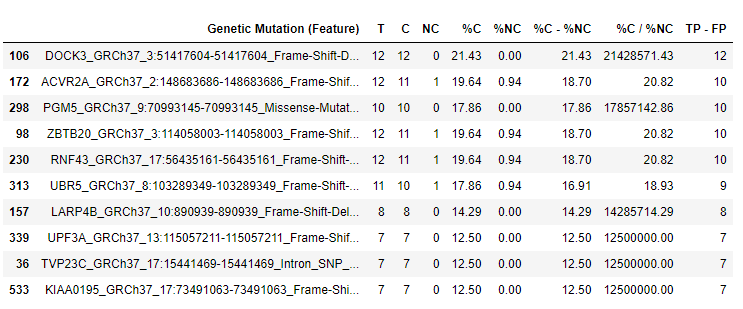 Genetic Mutation (Feature) T C NC %C %NC %C - %NC %C / %NC TP - FP
106 DOCK3_GRCh37_3:51417604-51417604_Frame-Shift-D... 12 12 0 21.43 0.00 21.43 21428571.43 12
172 ACVR2A_GRCh37_2:148683686-148683686_Frame-Shif... 12 11 1 19.64 0.94 18.70 20.82 10
298 PGM5_GRCh37_9:70993145-70993145_Missense-Mutat... 10 10 0 17.86 0.00 17.86 17857142.86 10
98 ZBTB20_GRCh37_3:114058003-114058003_Frame-Shif... 12 11 1 19.64 0.94 18.70 20.82 10
230 RNF43_GRCh37_17:56435161-56435161_Frame-Shift-... 12 11 1 19.64 0.94 18.70 20.82 10
313 UBR5_GRCh37_8:103289349-103289349_Frame-Shift-... 11 10 1 17.86 0.94 16.91 18.93 9
157 LARP4B_GRCh37_10:890939-890939_Frame-Shift-Del... 8 8 0 14.29 0.00 14.29 14285714.29 8
339 UPF3A_GRCh37_13:115057211-115057211_Frame-Shif... 7 7 0 12.50 0.00 12.50 12500000.00 7
36 TVP23C_GRCh37_17:15441469-15441469_Intron_SNP_... 7 7 0 12.50 0.00 12.50 12500000.00 7
533 KIAA0195_GRCh37_17:73491063-73491063_Frame-Shi... 7 7 0 12.50 0.00 12.50 12500000.00 7